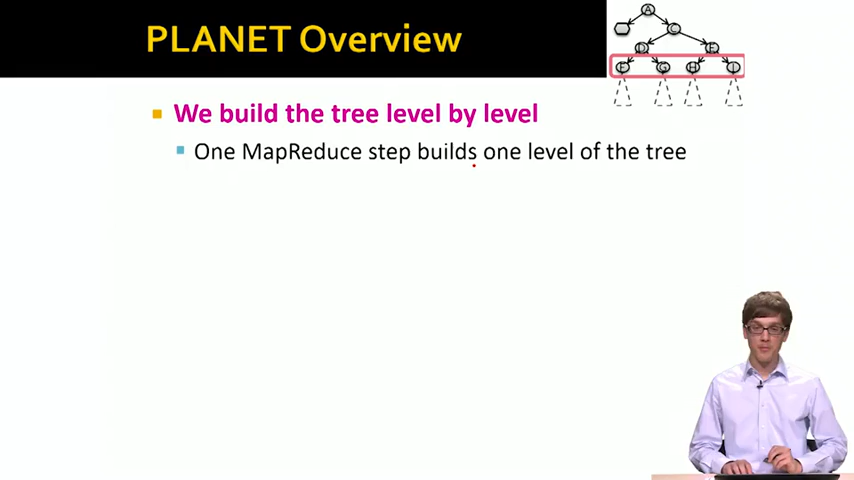 PLANET Overview
A
C
D
E
F G H I
We build the tree level by level
One MapReduce step builds one level of the tree